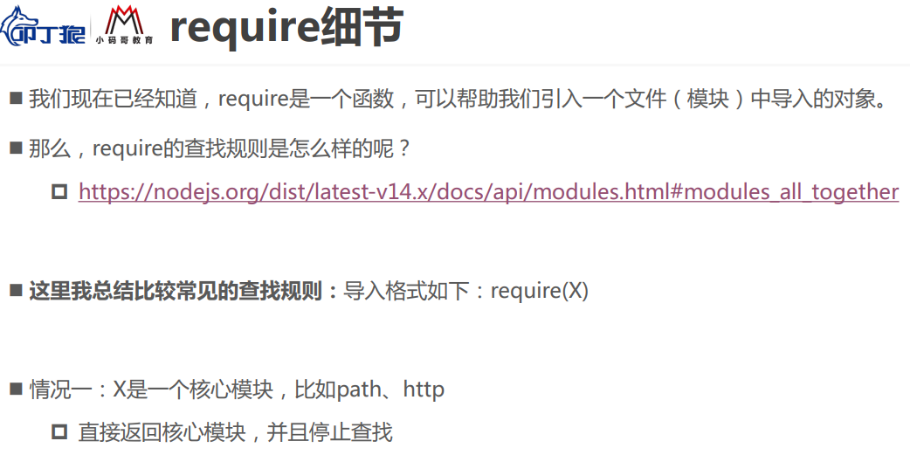 叩丁狼 小码哥教育 require细节
■ 我们现在已经知道，require是一个函数，可以帮助我们引入一个文件（模块）中导入的对象。
■ 那么，require的查找规则是怎么样的呢？
https://nodejs.org/dist/latest-v14.x/docs/api/modules.html#modules_all_together
■ 这里我总结比较常见的查找规则：导入格式如下：require(X)
■ 情况一：X是一个核心模块，比如path、http
直接返回核心模块，并且停止查找